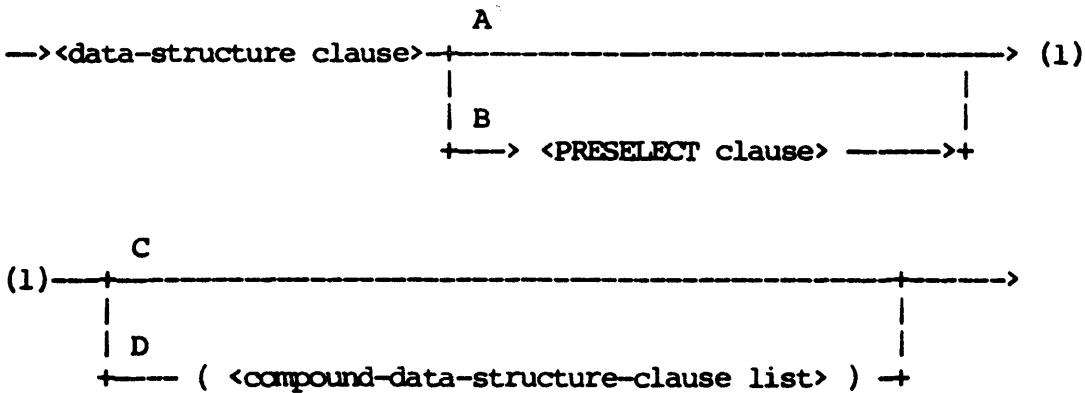 A
—><data-structure clause>-+---------------------------------------> (1)
| |
| B |
+——> <PRESELECT clause> ———————>+
C
(1)———+---------------------------------------------------------+------->
| |
| D |
+——— ( <compound-data-structure-clause list> ) —+